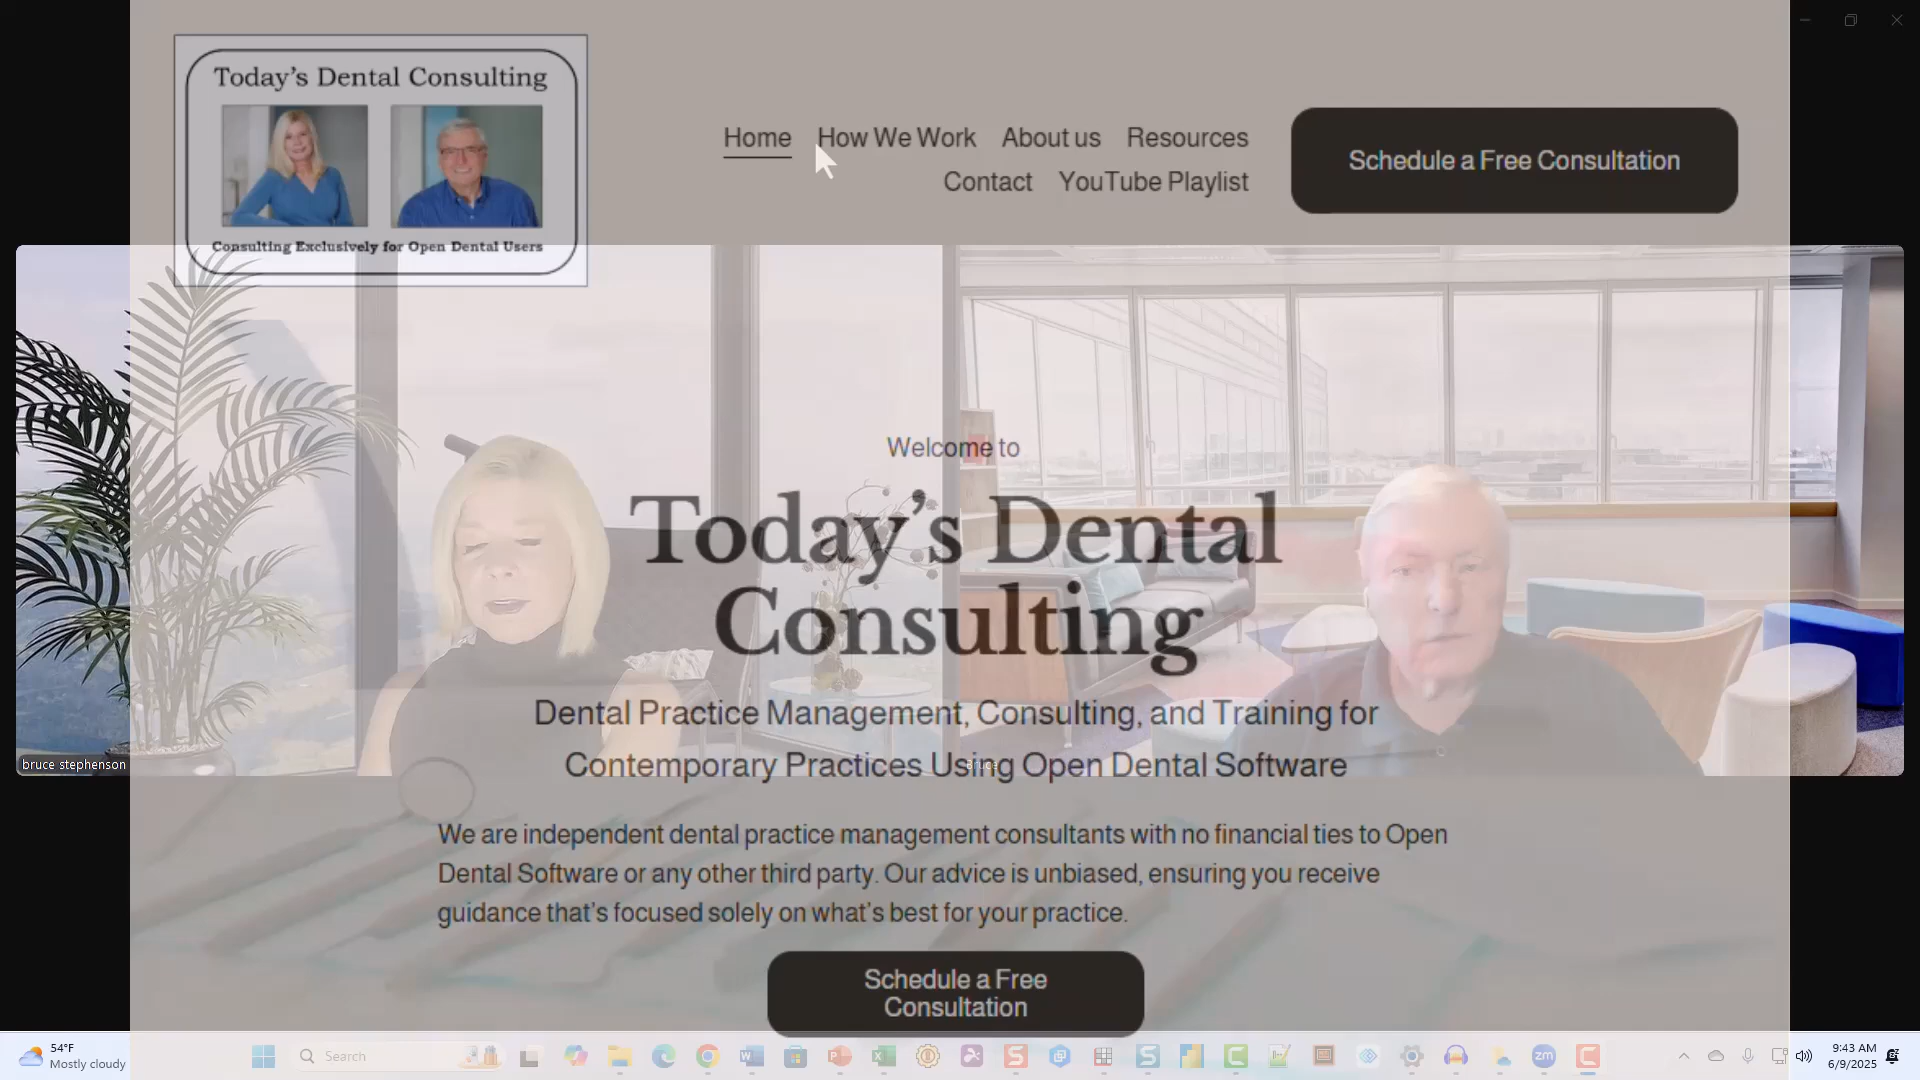 Today's Dental Consulting
Consulting Exclusively for Open Dental Users
Home How We Work About us Resources
Contact YouTube Playlist
Schedule a Free Consultation
Welcome to
Today's Dental
Consulting
Dental Practice Management, Consulting, and Training for
Contemporary Practices Using Open Dental Software
bruce stephenson
Bruce
We are independent dental practice management consultants with no financial ties to Open
Dental Software or any other third party. Our advice is unbiased, ensuring you receive
guidance that's focused solely on what's best for your practice.
Schedule a Free
Consultation
54°F
Mostly cloudy
Search
zm
9:43 AM
6/9/2025